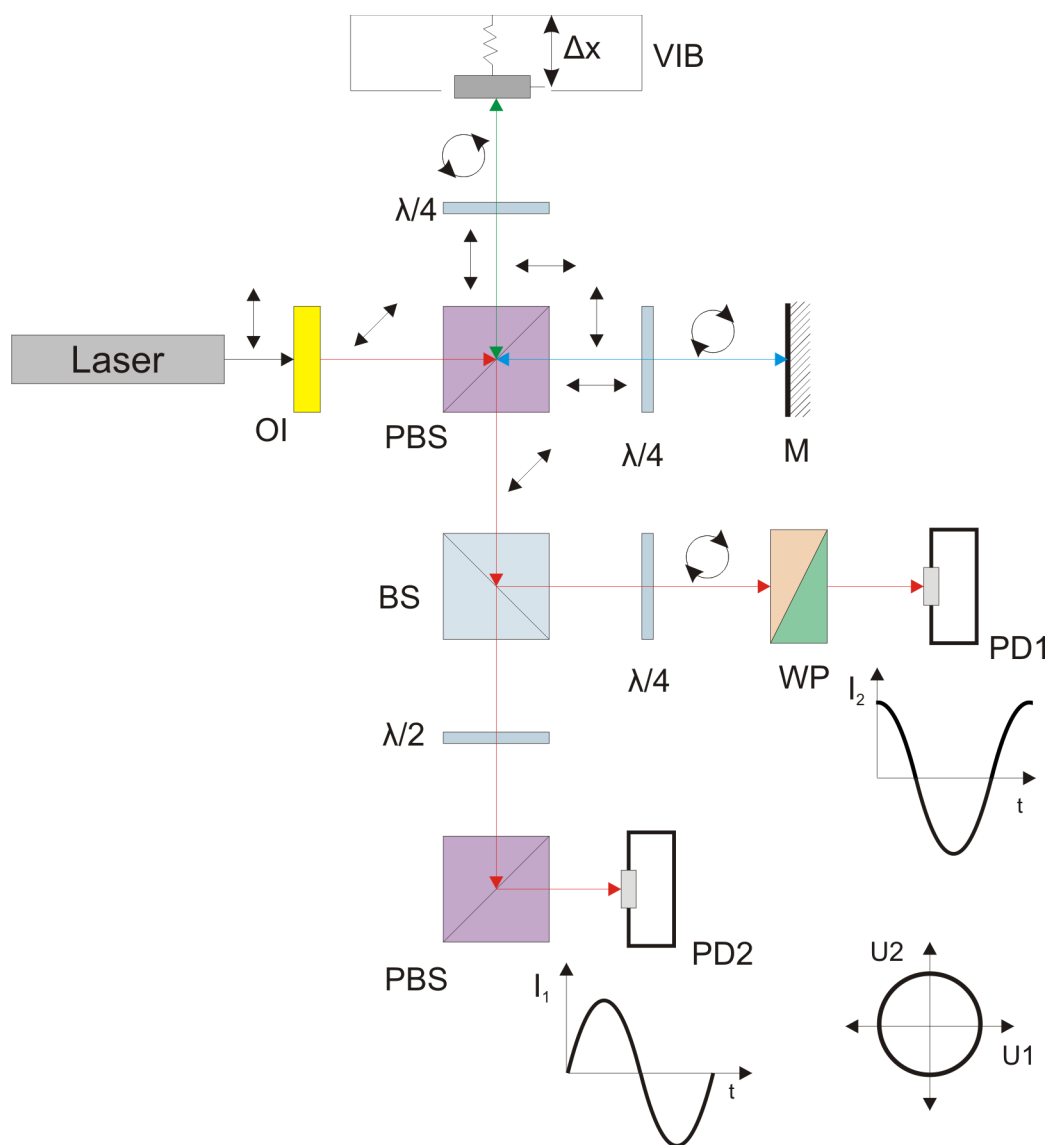 Δx
VIB
λ/4
Laser
OI
PBS
λ/4
M
BS
λ/4
WP
PD1
λ/2
I₂
t
PBS
PD2
I₁
t
U2
U1